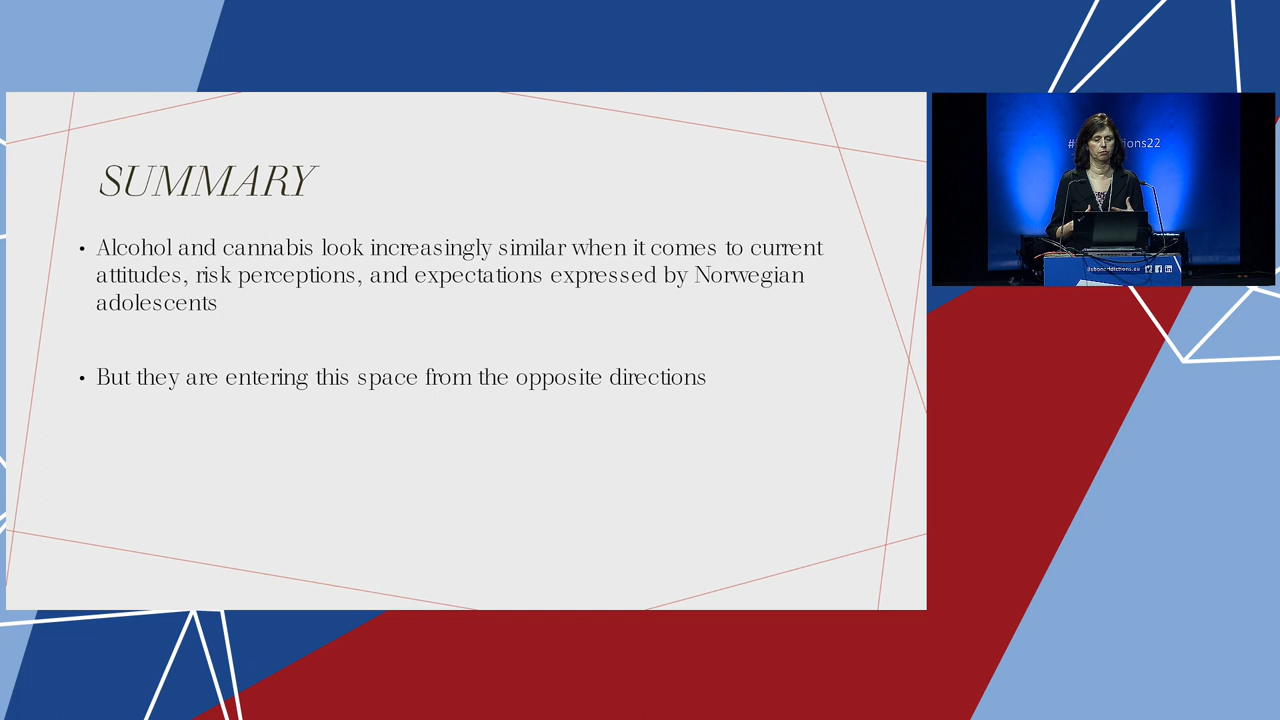 SUMMARY
• Alcohol and cannabis look increasingly similar when it comes to current
attitudes, risk perceptions, and expectations expressed by Norwegian
adolescents
• But they are entering this space from the opposite directions